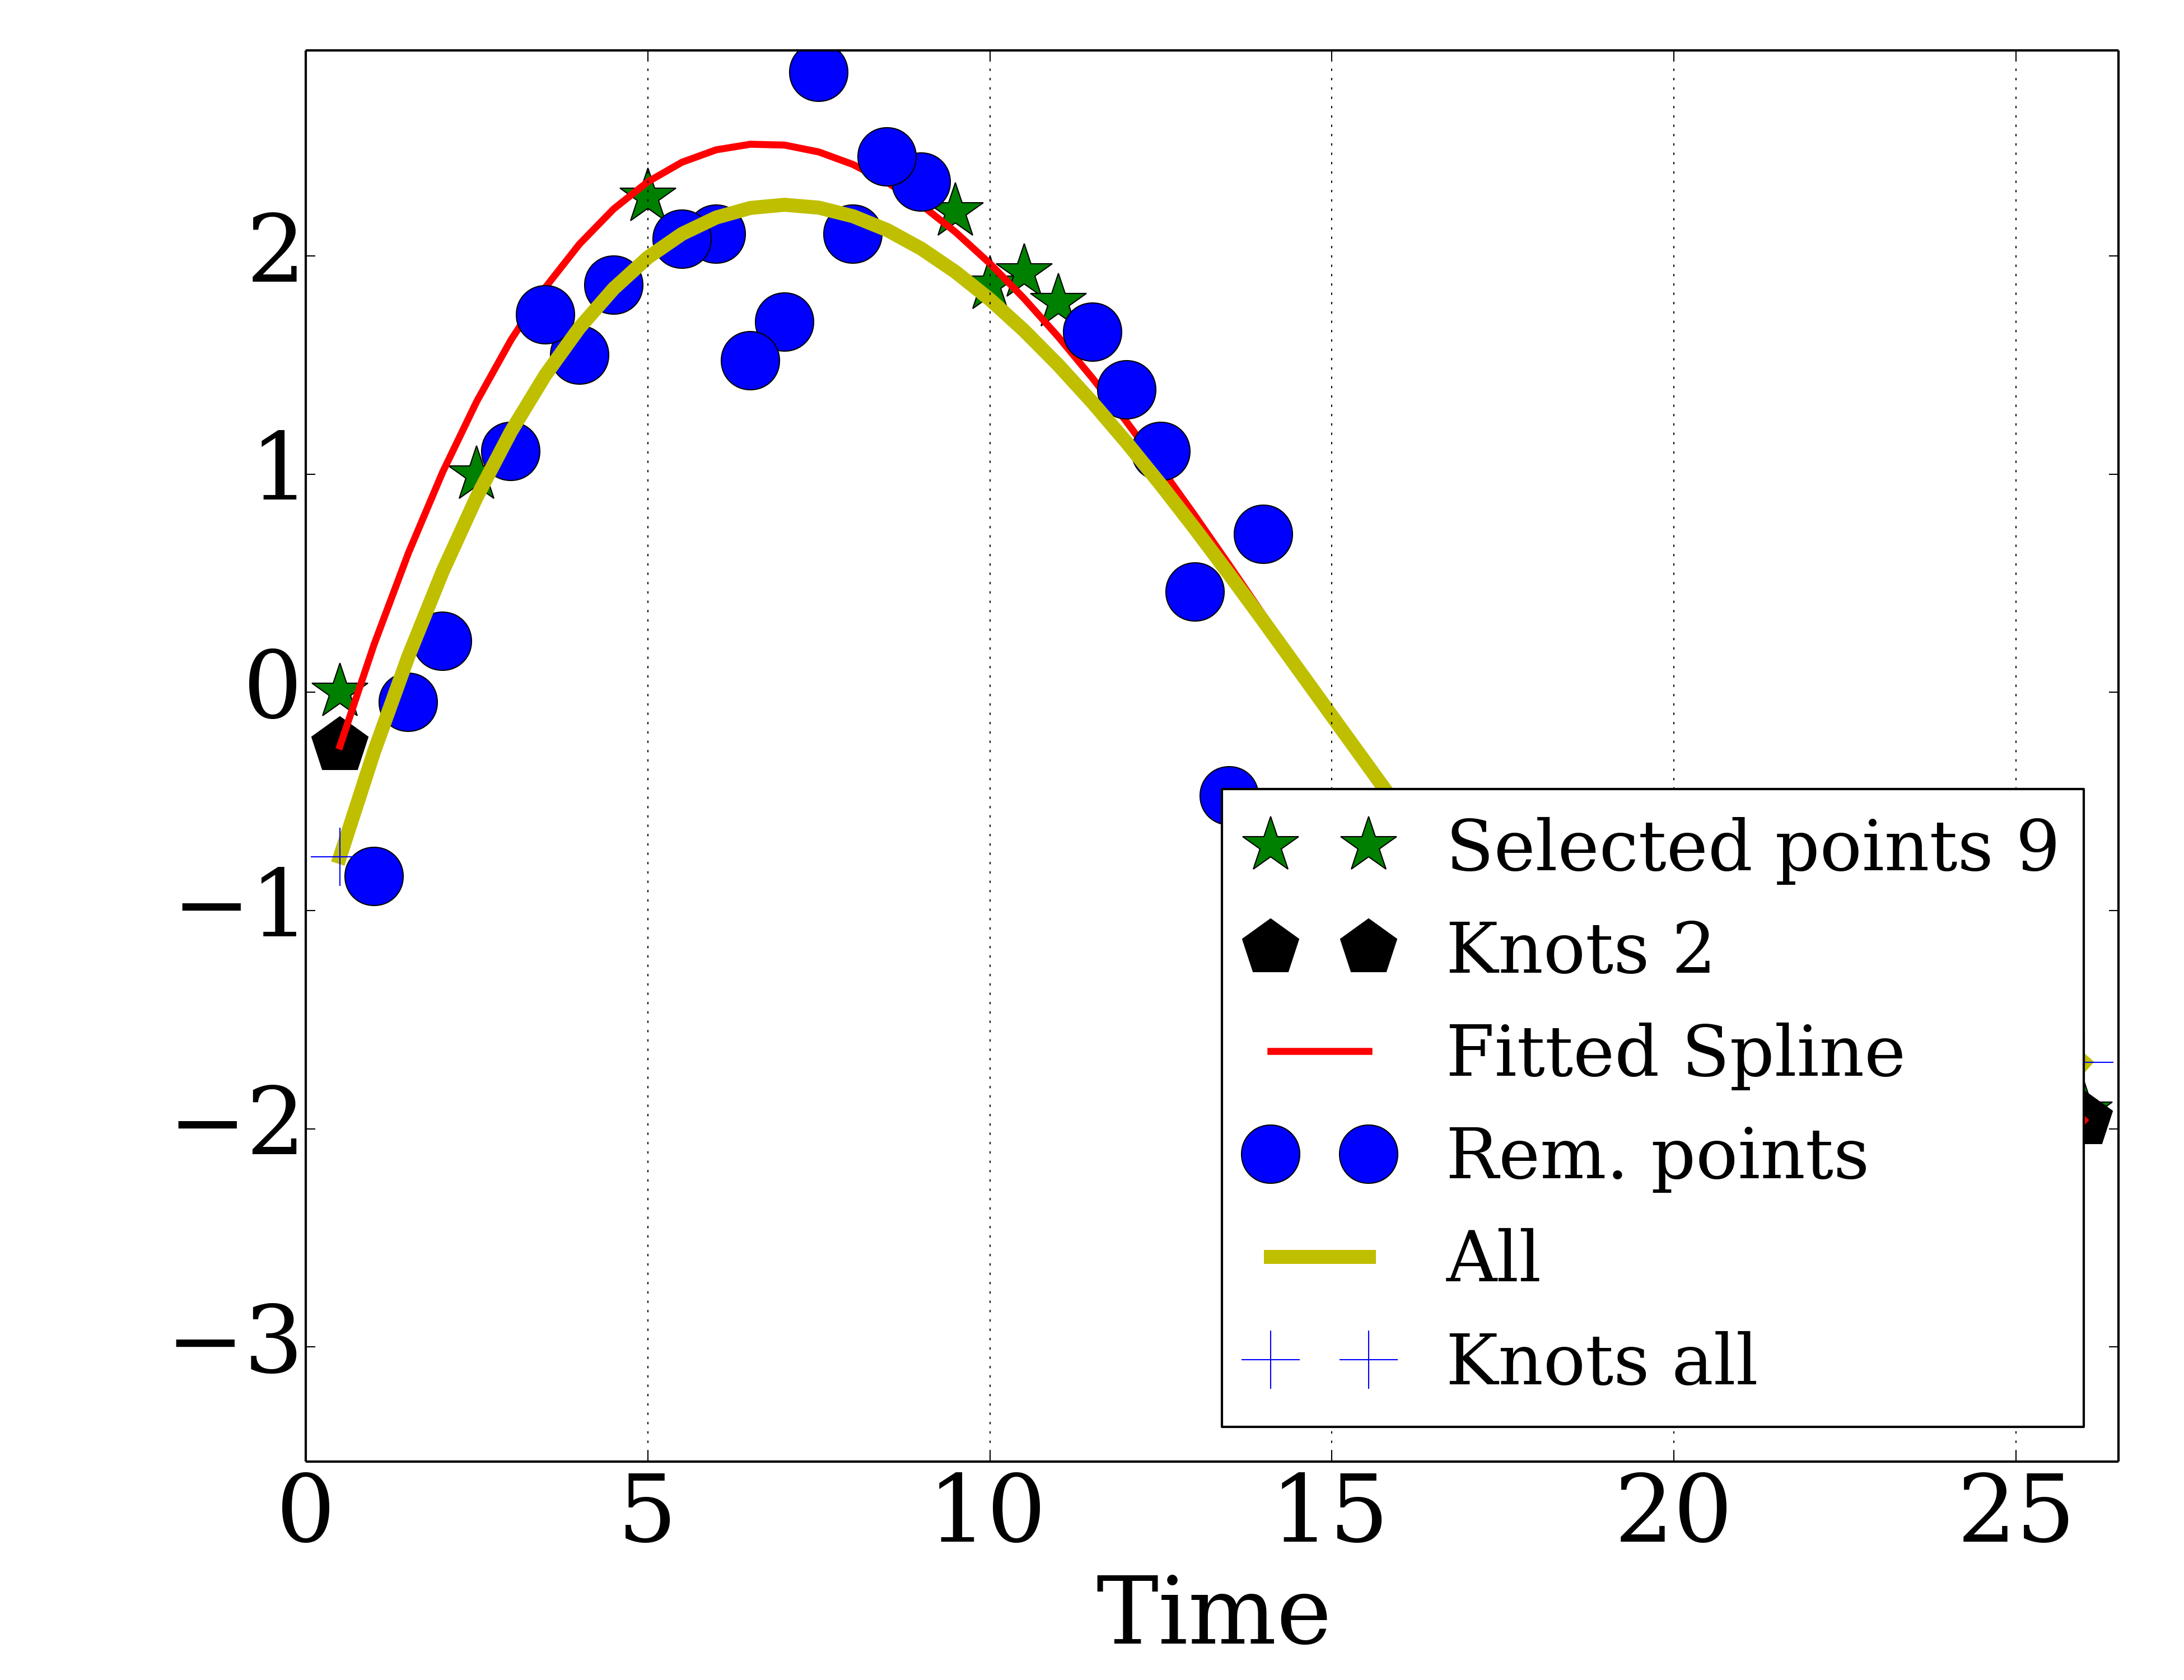 2
1
0
−1
−2
−3
Selected points 9
Knots 2
Fitted Spline
Rem. points
All
Knots all
0 5 10 15 20 25
Time